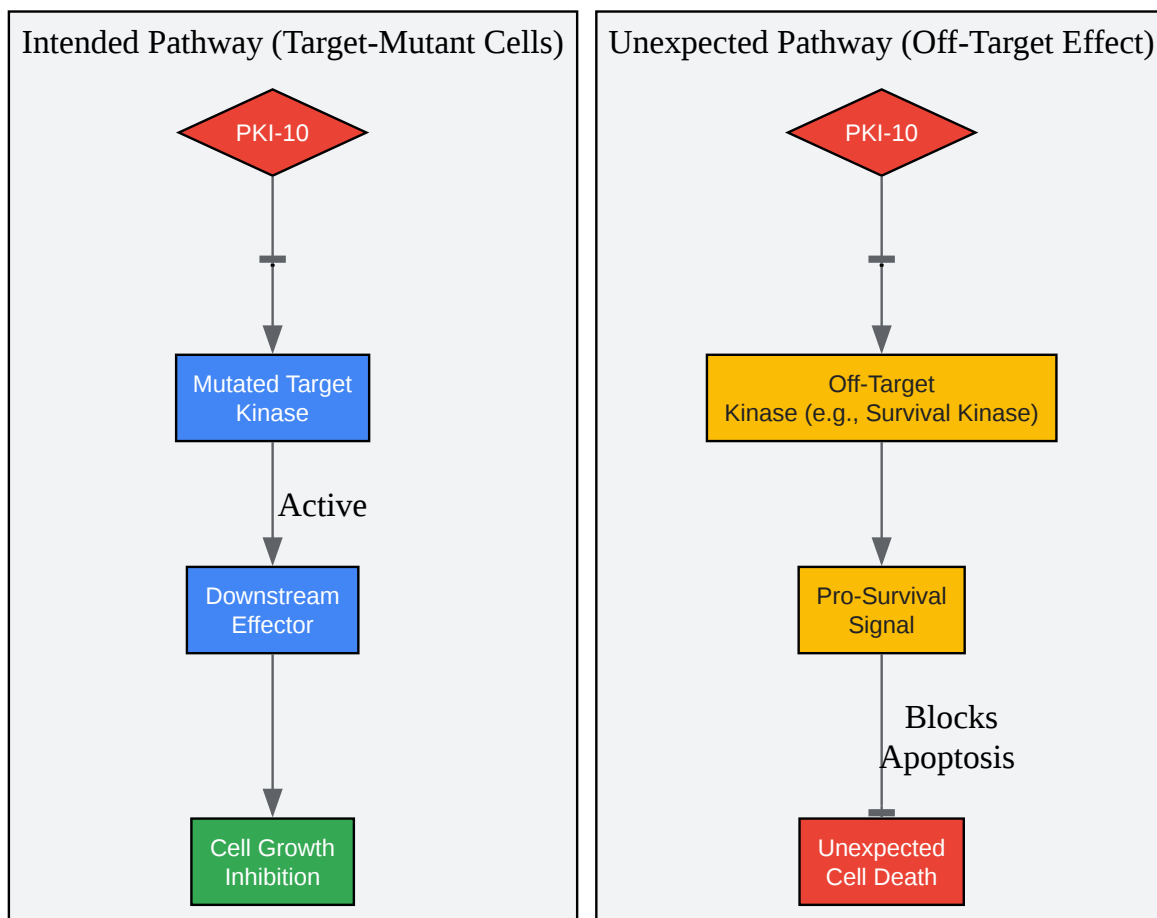 Intended Pathway (Target-Mutant Cells)
PKI-10
Mutated Target
Kinase
Active
Downstream
Effector
Cell Growth
Inhibition
Unexpected Pathway (Off-Target Effect)
PKI-10
Off-Target
Kinase (e.g., Survival Kinase)
Pro-Survival
Signal
Blocks
Apoptosis
Unexpected
Cell Death